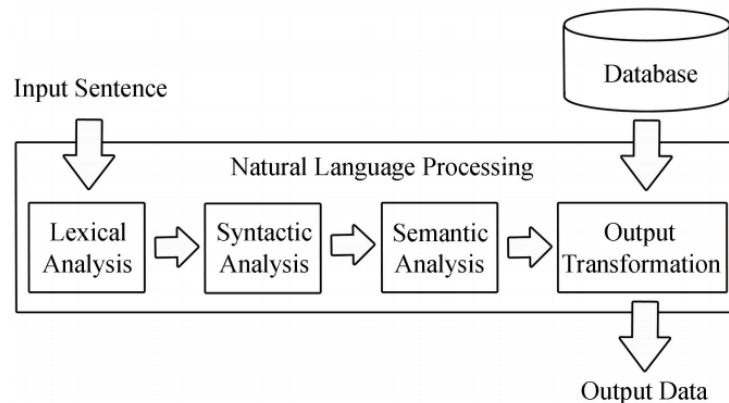 Database
Input Sentence
Natural Language Processing
Lexical
Analysis
Syntactic
Analysis
Semantic
Analysis
Output
Transformation
Output Data